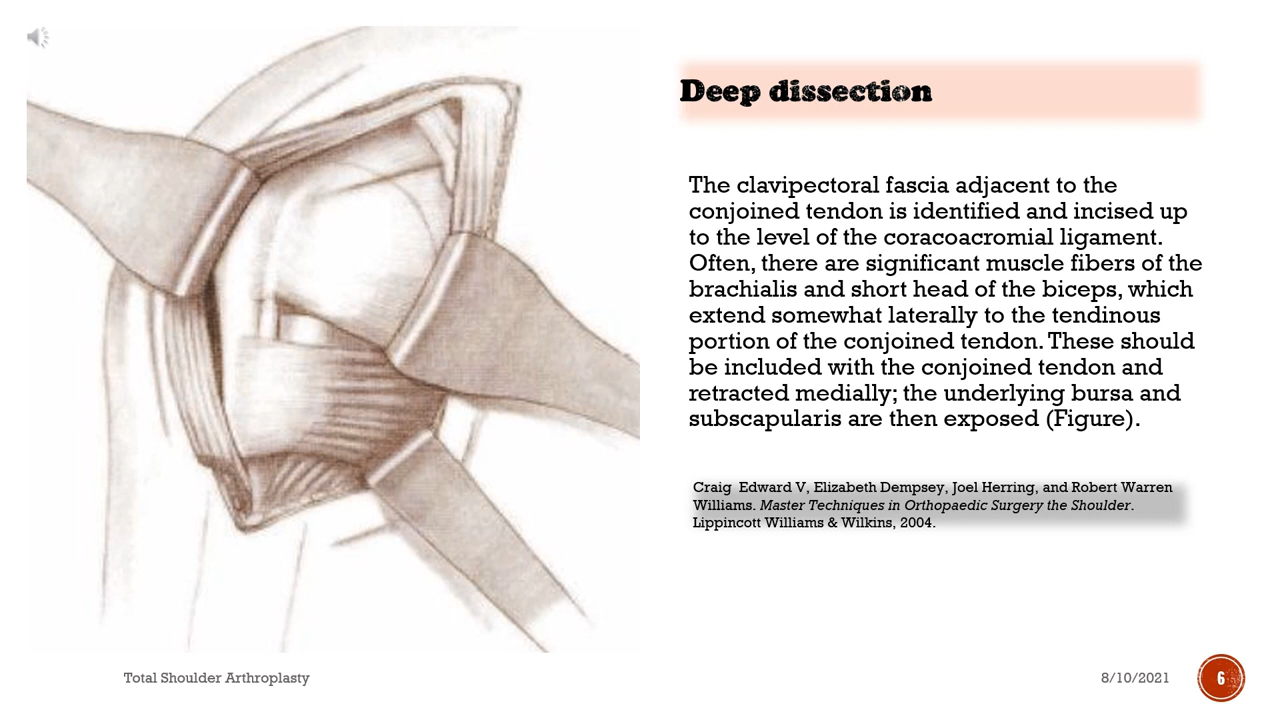 Deep dissection
The clavipectoral fascia adjacent to the
conjoined tendon is identified and incised up
to the level of the coracoacromial ligament.
Often, there are significant muscle fibers of the
brachialis and short head of the biceps, which
extend somewhat laterally to the tendinous
portion of the conjoined tendon. These should
be included with the conjoined tendon and
retracted medially; the underlying bursa and
subscapularis are then exposed (Figure).
Craig Edward V, Elizabeth Dempsey, Joel Herring, and Robert Warren
Williams. Master Techniques in Orthopaedic Surgery the Shoulder.
Lippincott Williams & Wilkins, 2004.
Total Shoulder Arthroplasty
8/10/2021
6